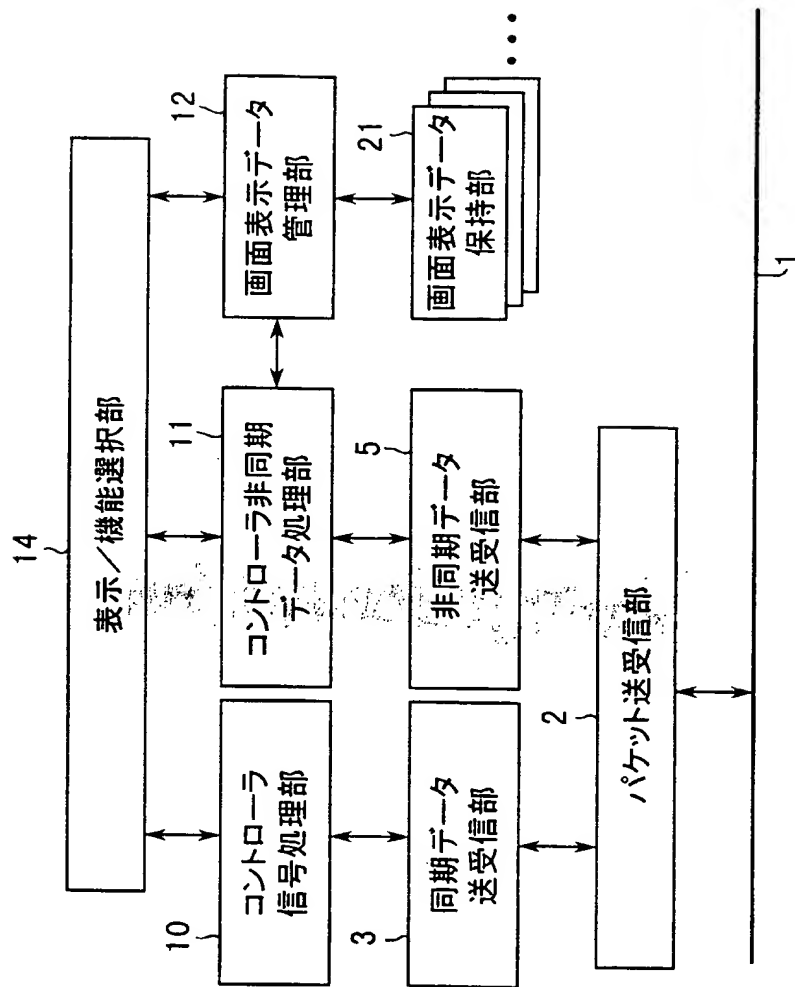 14
表示／機能選択部
10
コントローラ
信号処理部
11
コントローラ非同期
データ処理部
12
画面表示データ
管理部
3
同期データ
送受信部
5
非同期データ
送受信部
21
画面表示データ
保持部
•••
2
パケット送受信部
1